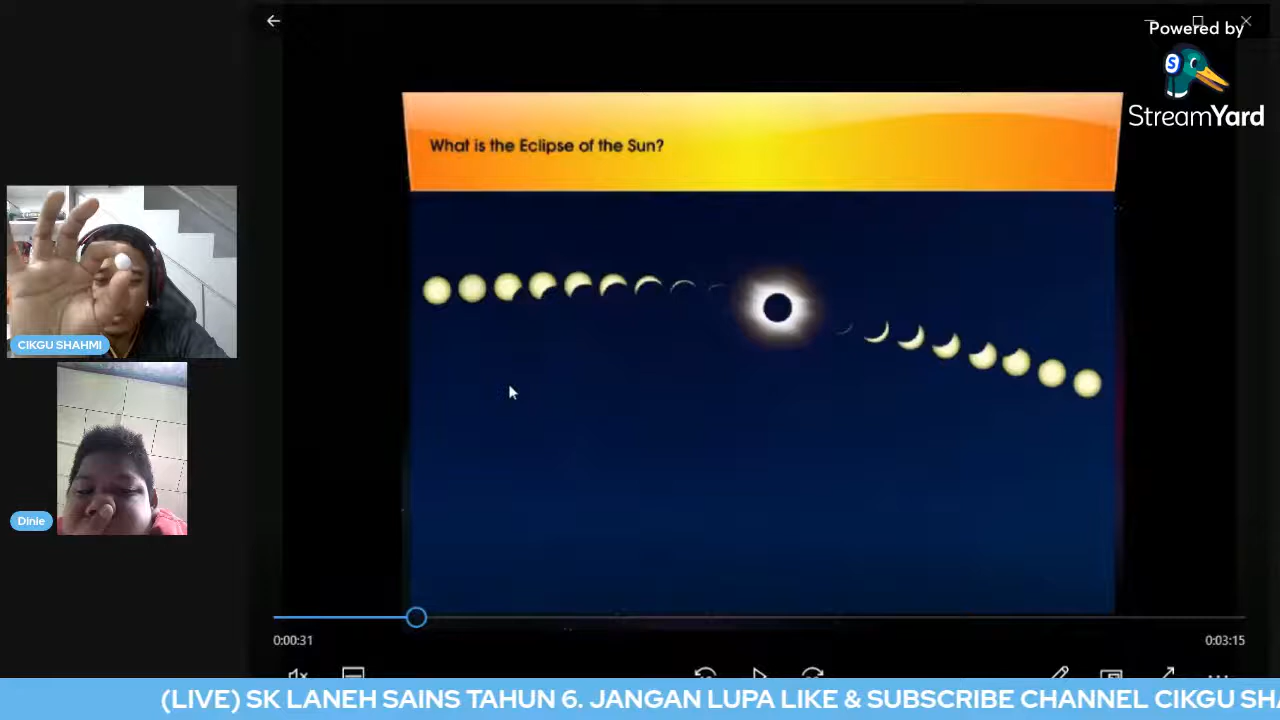 Powered by
S
StreamYard
What is the Eclipse of the Sun?
CIKGU SHAHMI
Dinie
0:00:31
0:03:15
(LIVE) SK LANEH SAINS TAHUN 6. JANGAN LUPA LIKE & SUBSCRIBE CHANNEL CIKGU SHA